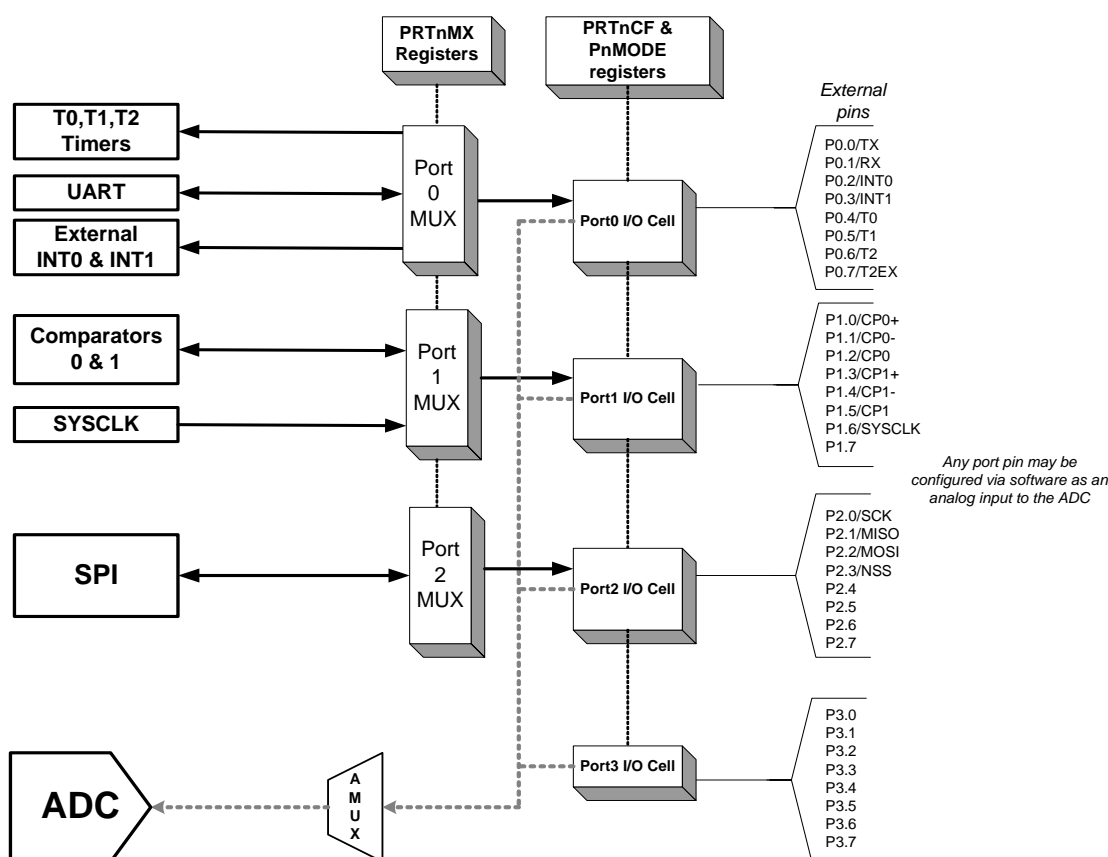 PRTnMX
Registers
PRTnCF &
PnMODE
registers
External
pins
T0,T1,T2
Timers
UART
External
INT0 & INT1
Port
0
MUX
Port0 I/O Cell
P0.0/TX
P0.1/RX
P0.2/INT0
P0.3/INT1
P0.4/T0
P0.5/T1
P0.6/T2
P0.7/T2EX
Comparators
0 & 1
SYSCLK
Port
1
MUX
Port1 I/O Cell
P1.0/CP0+
P1.1/CP0-
P1.2/CP0
P1.3/CP1+
P1.4/CP1-
P1.5/CP1
P1.6/SYSCLK
P1.7
Any port pin may be
configured via software as an
analog input to the ADC
SPI
Port
2
MUX
Port2 I/O Cell
P2.0/SCK
P2.1/MISO
P2.2/MOSI
P2.3/NSS
P2.4
P2.5
P2.6
P2.7
ADC
A
M
U
X
Port3 I/O Cell
P3.0
P3.1
P3.2
P3.3
P3.4
P3.5
P3.6
P3.7